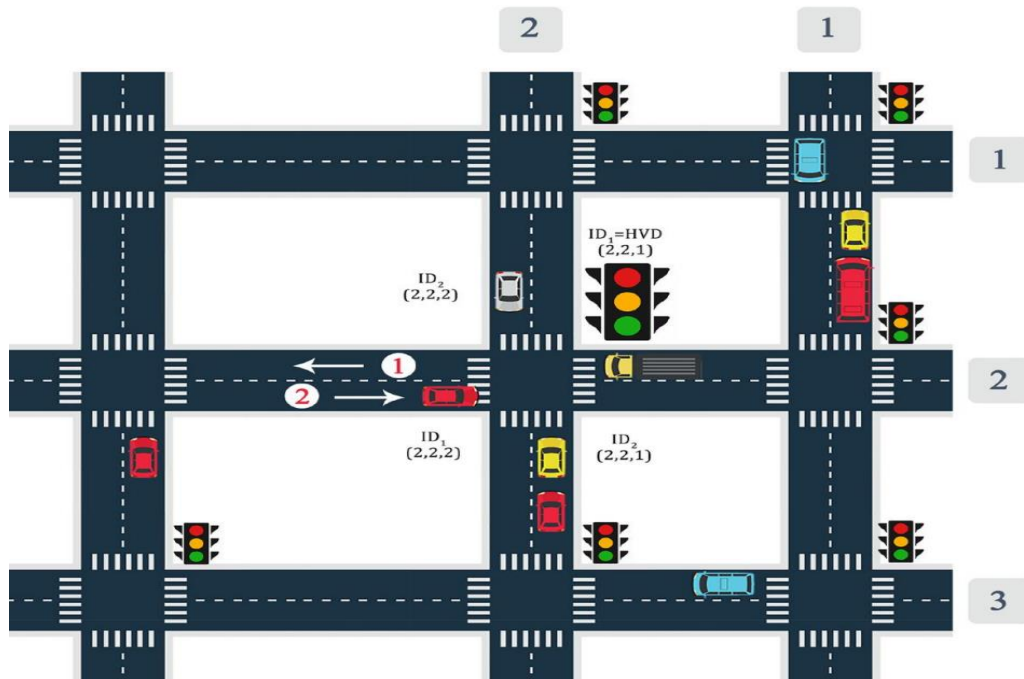 2
1
1
ID₁=HVD
(2,2,1)
ID₂
(2,2,2)
1
2
2
ID₁
(2,2,2)
ID₂
(2,2,1)
3